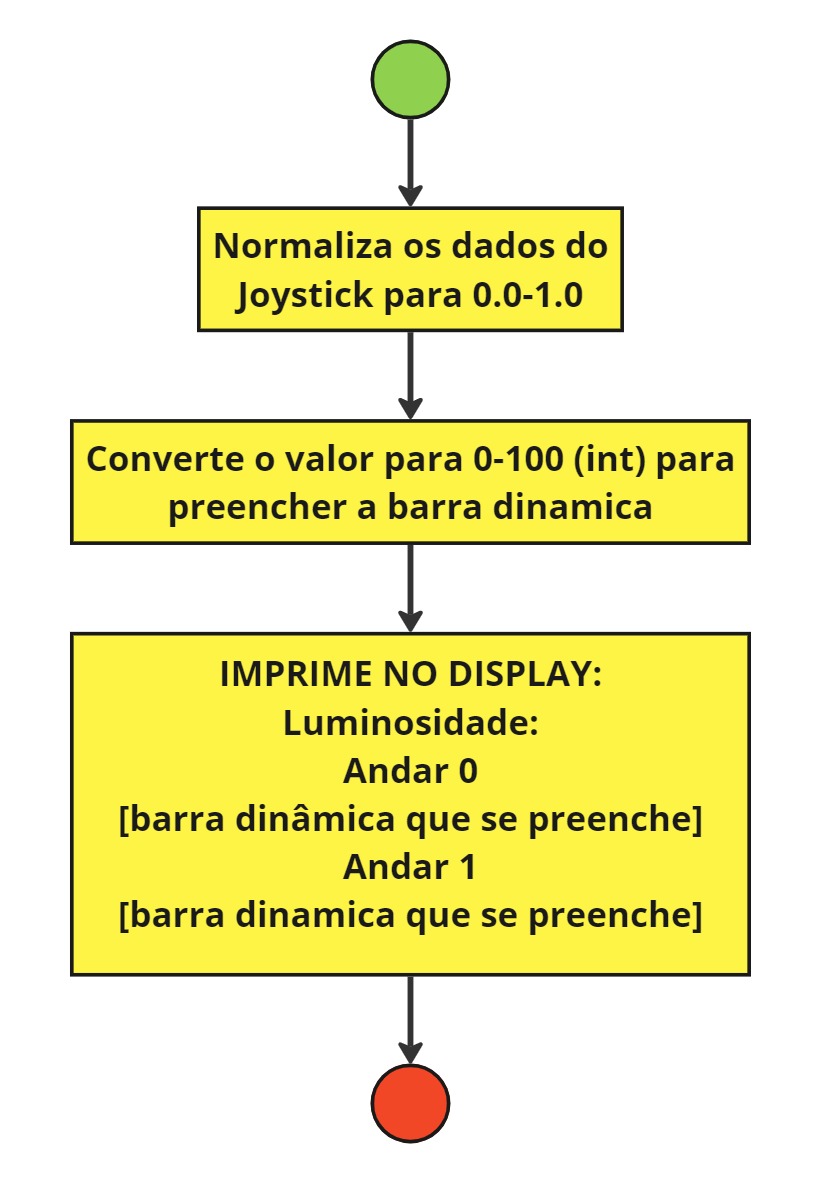 Normaliza os dados do
Joystick para 0.0-1.0
Converte o valor para 0-100 (int) para
preencher a barra dinamica
IMPRIME NO DISPLAY:
Luminosidade:
Andar 0
[barra dinâmica que se preenche]
Andar 1
[barra dinamica que se preenche]